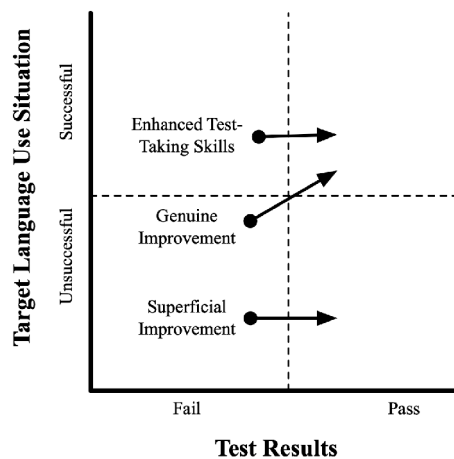 Target Language Use Situation
Successful
Unsuccessful
Enhanced Test-
Taking Skills
Genuine
Improvement
Superficial
Improvement
Fail
Pass
Test Results